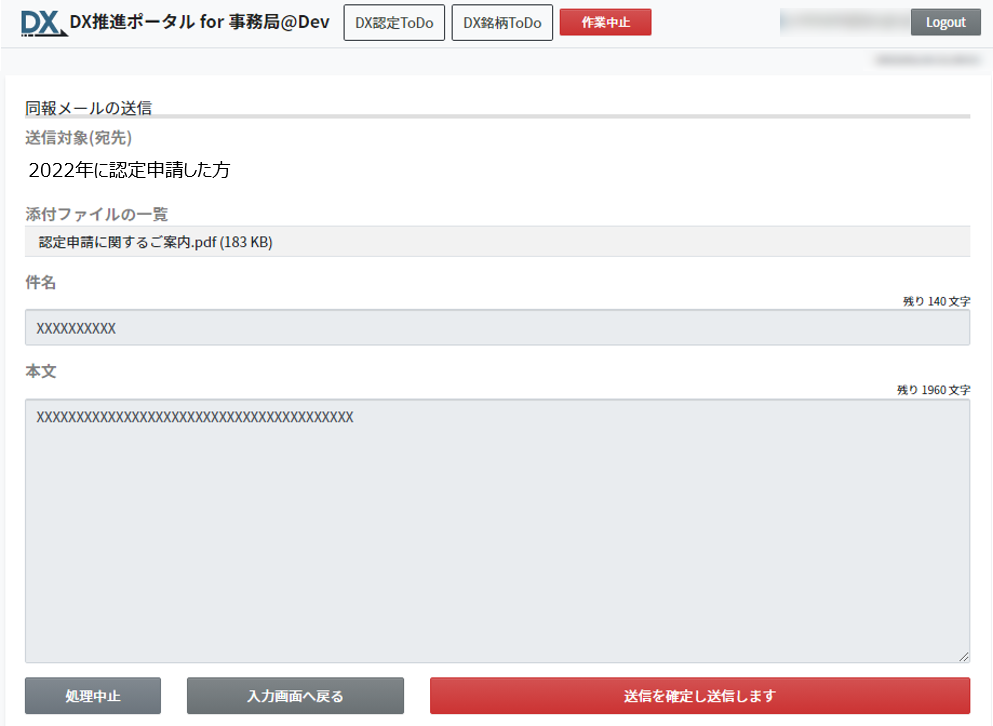 DX DX推進ポータル for 事務局@Dev DX認定ToDo DX銘柄ToDo 作業中止 Logout
同報メールの送信
送信対象(宛先)
2022年に認定申請した方
添付ファイルの一覧
認定申請に関するご案内.pdf (183 KB)
件名
残り 140 文字
XXXXXXXXXX
本文
残り 1960 文字
XXXXXXXXXXXXXXXXXXXXXXXXXXXXXXXXXXXXXXXX
処理中止 入力画面へ戻る 送信を確定し送信します